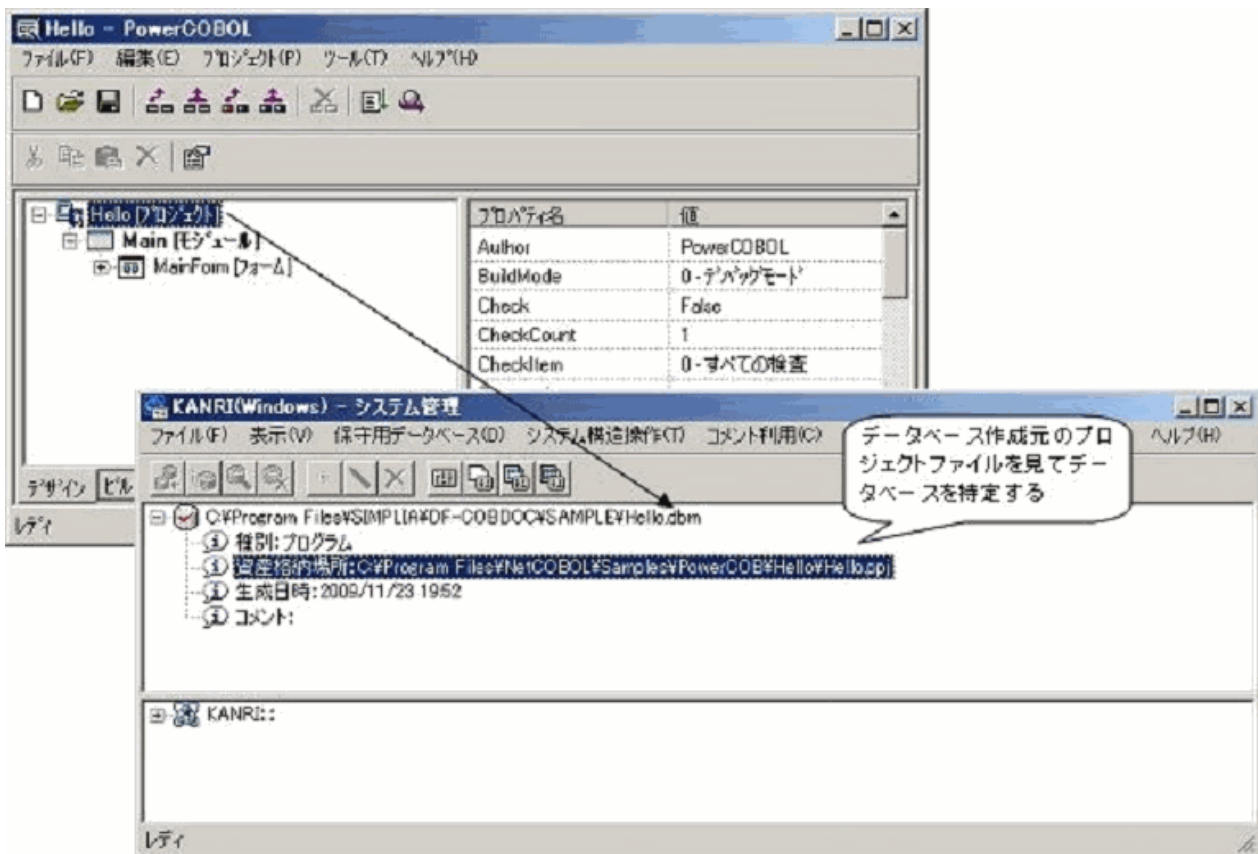 Hello - PowerCOBOL
ファイル(F) 編集(E) プロジェクト(P) ツール(T) ヘルプ(H)
Hello [プロジェクト]
Main [モジュール]
MainForm [フォーム]
プロパティ名 値
Author PowerCOBOL
BuildMode 0 - デバッグモード
Check False
CheckCount 1
CheckItem 0 - すべての検査
デザイン ビル
レディ
KANRI(Windows) - システム管理
ファイル(F) 表示(V) 保守用データベース(D) システム構造操作(T) コメント利用(C) ヘルプ(H)
データベース作成元のプロ
ジェクトファイルを見てデー
タベースを特定する
C:¥Program Files¥SIMPLIA¥DF-COBDOC¥SAMPLE¥Hello.dbm
種別:プログラム
資産格納場所:C:¥Program Files¥NetCOBOL¥Samples¥PowerCOB¥Hello¥Hello.ppj
生成日時:2009/11/23 19:52
コメント:
KANRI::
レディ